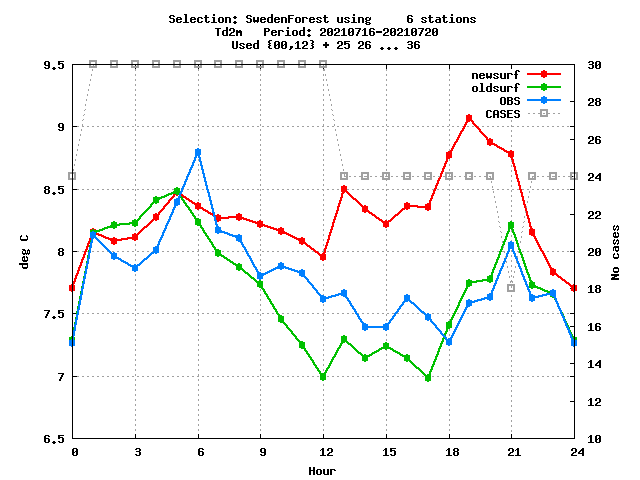 Selection: SwedenForest using     6 stations
Td2m   Period: 20210716-20210720
Used {00,12} + 25 26 ... 36
newsurf
oldsurf
OBS
CASES
deg C
9.5
9
8.5
8
7.5
7
6.5
No cases
30
28
26
24
22
20
18
16
14
12
10
0 3 6 9 12 15 18 21 24
Hour